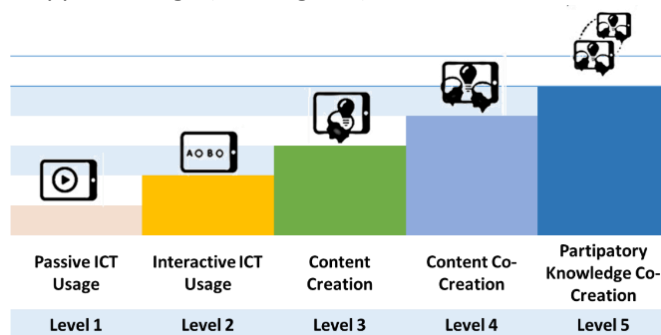 AOBO
Passive ICT
Usage
Interactive ICT
Usage
Content
Creation
Content Co-
Creation
Partipatory
Knowledge Co-
Creation
Level 1
Level 2
Level 3
Level 4
Level 5